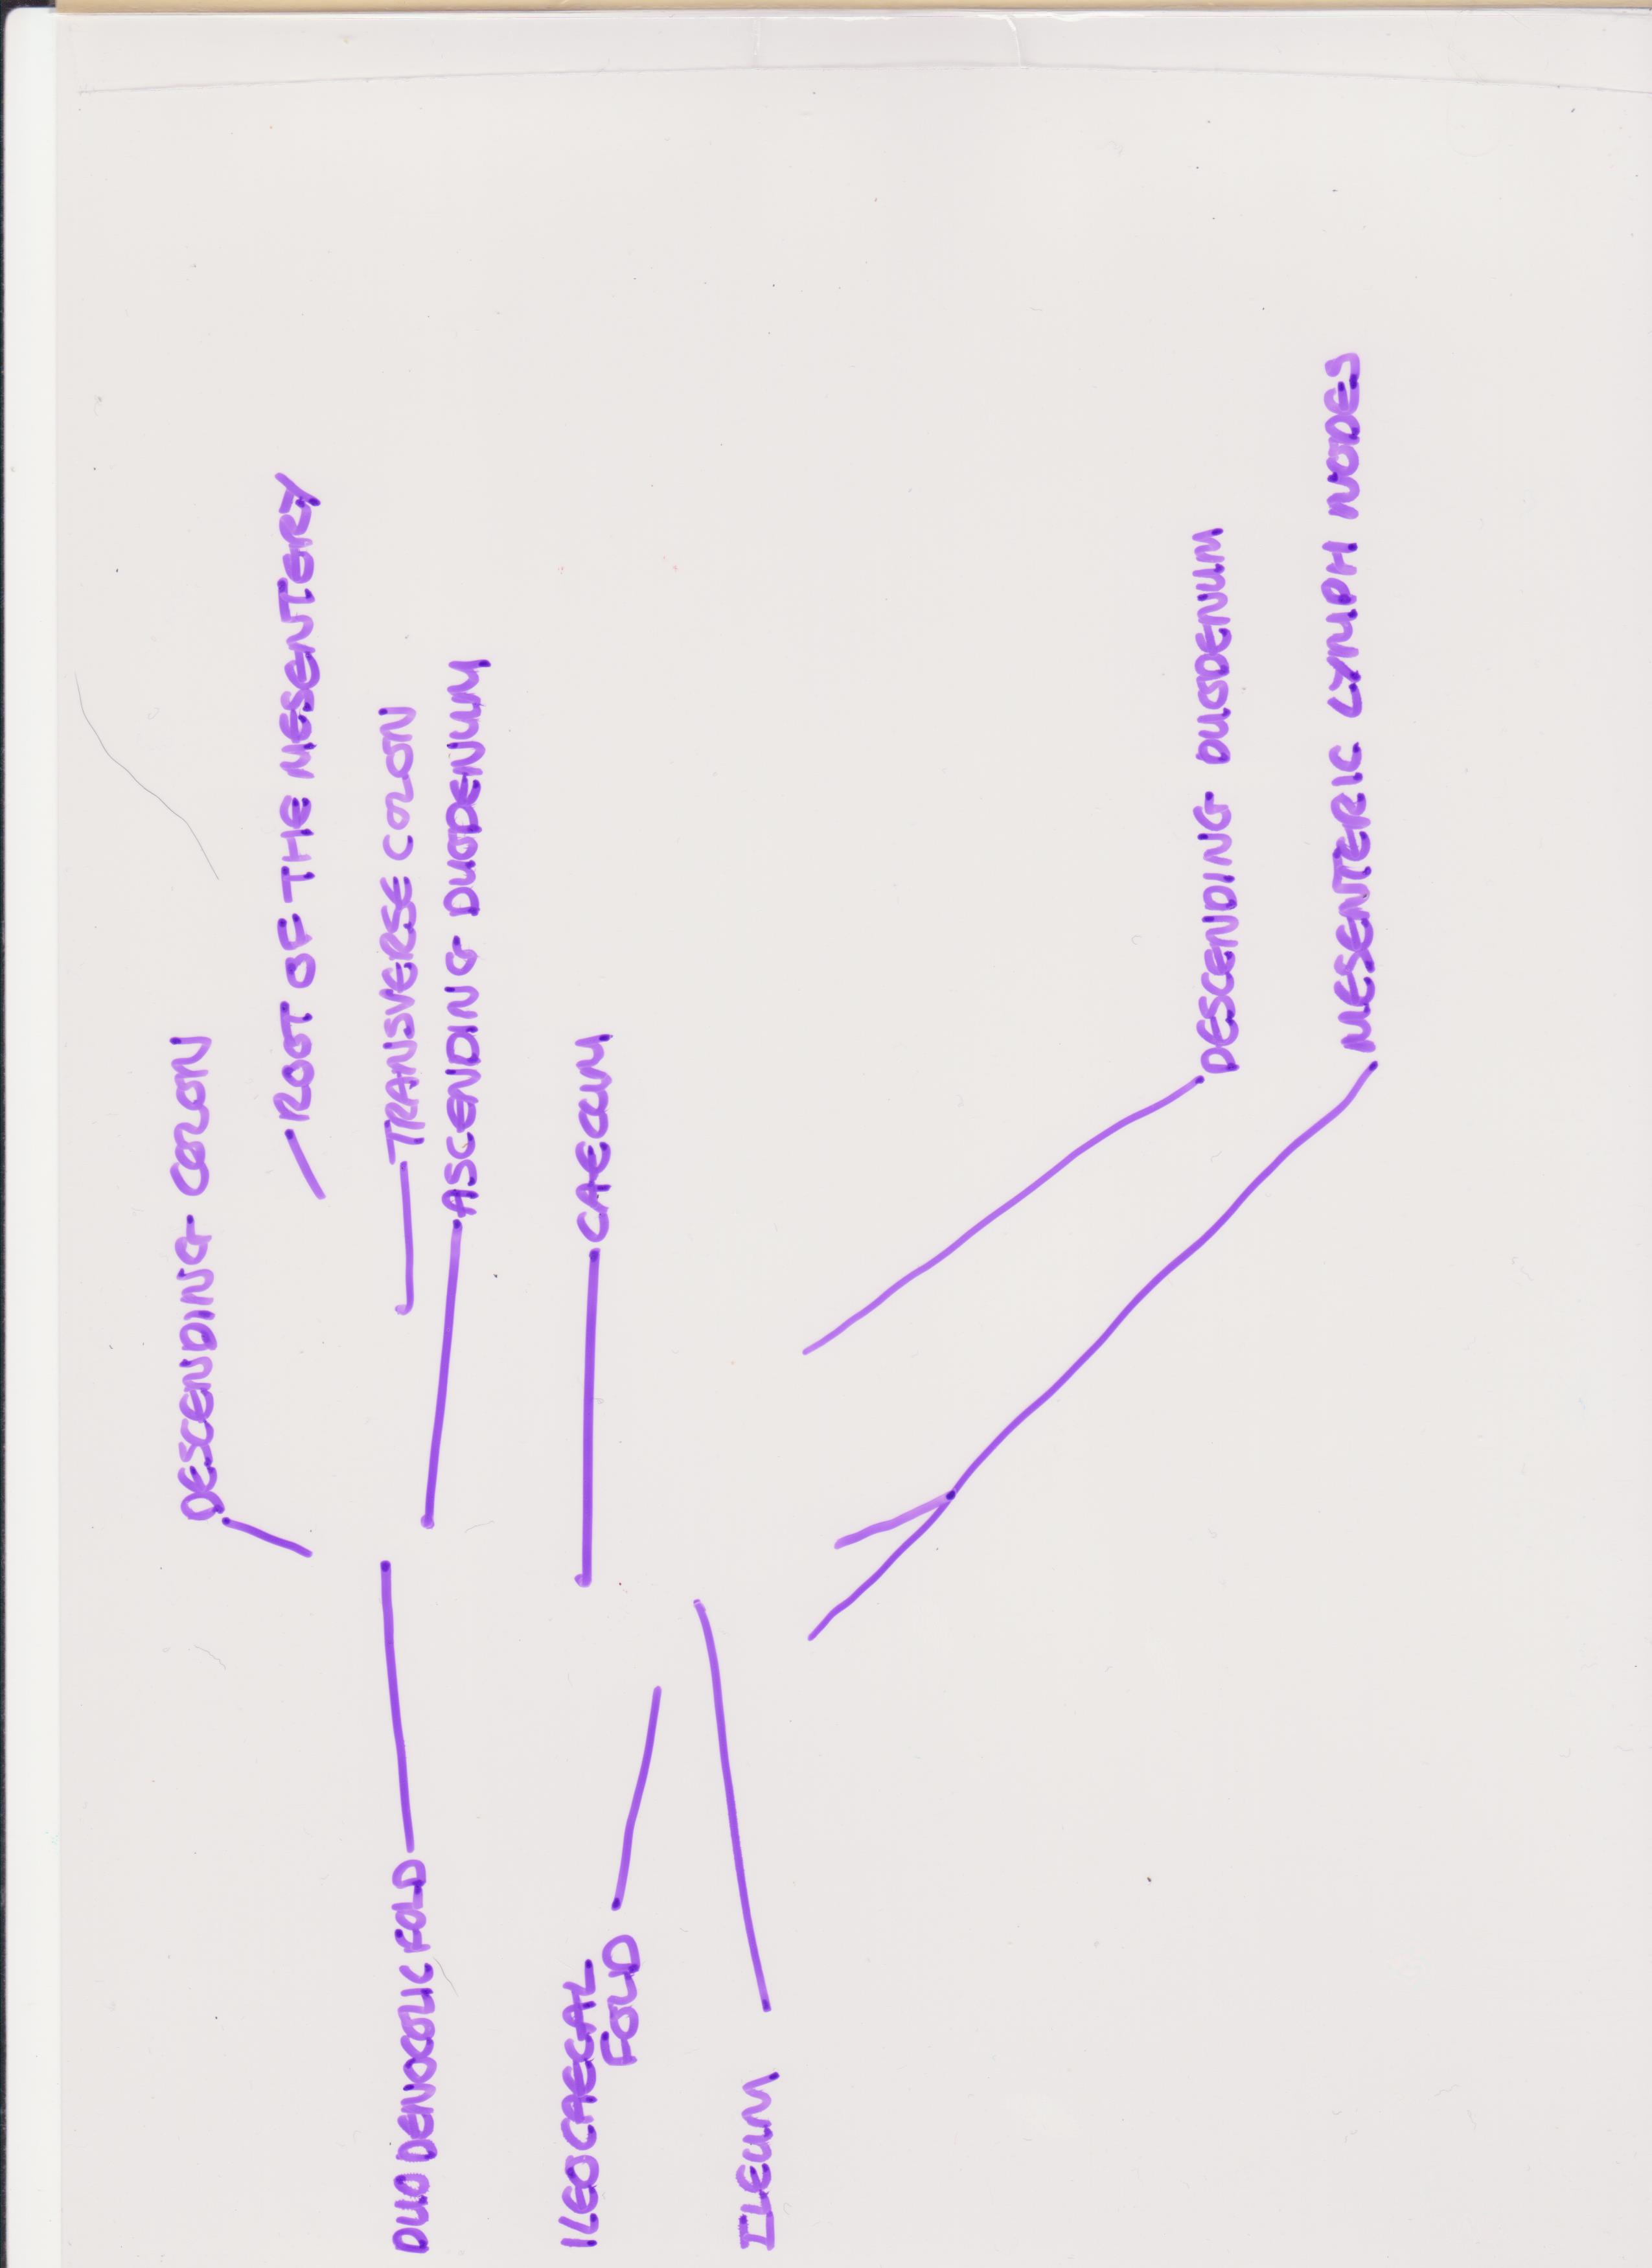 DESCENDING COLON
ROOT OF THE MESENTERY
TRANSVERSE COLON
ASCENDING DUODENUM
DUODENOCOLIC FOLD
CAECUM
ILEOCAECAL
FOLD
ILEUM
DESCENDING DUODENUM
MESENTERIC LYMPH NODES